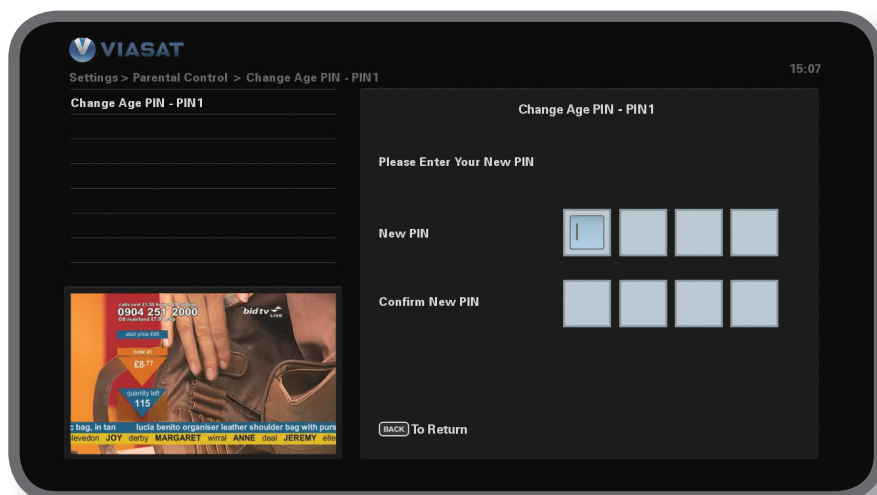 VIASAT
Settings > Parental Control > Change Age PIN - PIN1
15:07
Change Age PIN - PIN1
Change Age PIN - PIN1
Please Enter Your New PIN
New PIN
Confirm New PIN
BACK To Return
0904 251 2000
bid tv
LIVE
start price £85
now at
£8.77
quantity left
115
c bag, in tan lucia benito organiser leather shoulder bag with purs
levedon JOY derby MARGARET wirral ANNE deal JEREMY elle